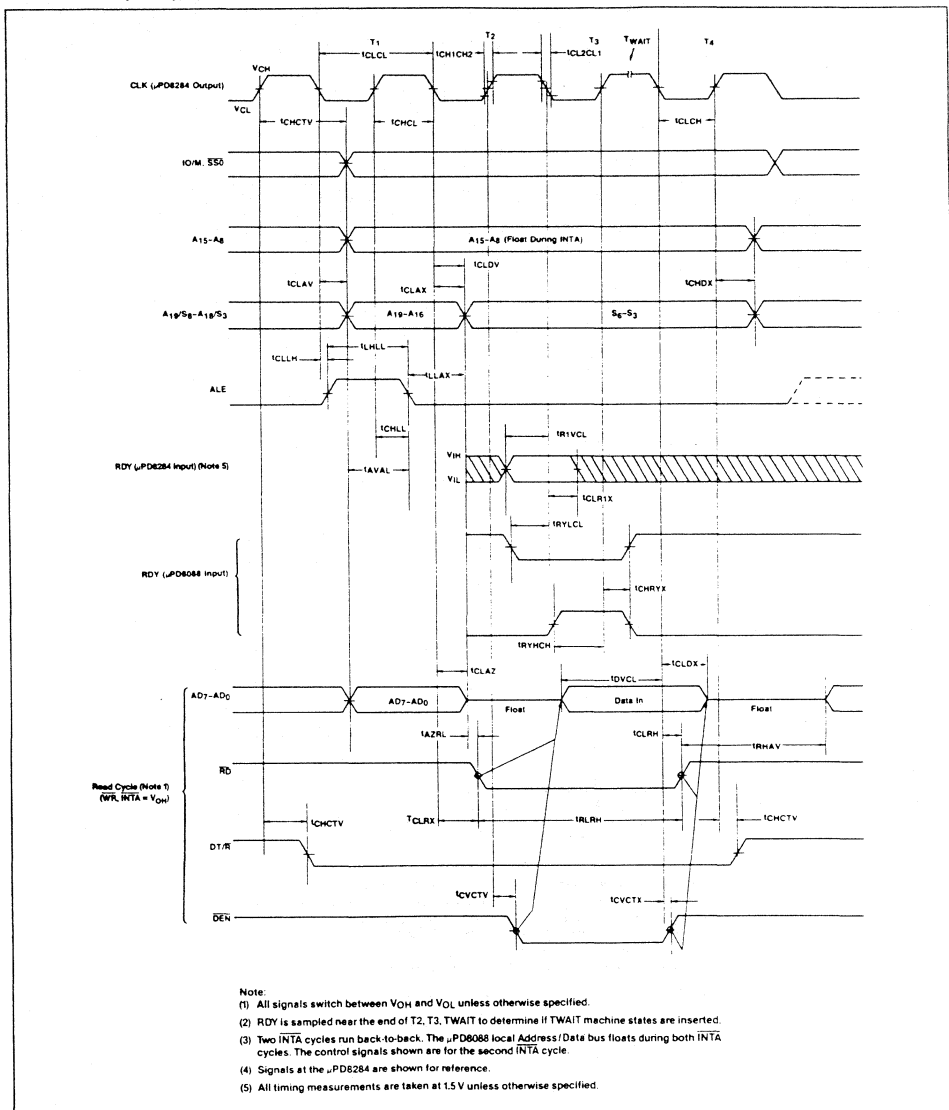 T1 T2 T3 TWAIT T4
tCLCL tCH1CH2 tCL2CL1
VCH
CLK (µPD8284 Output)
VCL
tCHCTV tCHCL tCLCH
IO/M, SS0
A15-A8 A15-A8 (Float During INTA)
tCLDV
tCLAV tCLAX tCHDX
A19/S6-A16/S3 A19-A16 S6-S3
tCLLH tLHLL
tLLAX
ALE
tCHLL tR1VCL
RDY (µPD8284 Input) (Note 5) VIH
tAVAL VIL
tCLR1X
tRYLCL
RDY (µPD8088 Input)
tCHRYX
tRYHCH
tCLAZ tCLDX
tDVCL
AD7-AD0 AD7-AD0 Float Data In Float
tAZRL tCLRH tRHAV
RD
Read Cycle (Note 1)
(WR, INTA = VOH)
tCHCTV TCLRX tRLRH tCHCTV
DT/R
tCVCTV tCVCTX
DEN
Note:
(1) All signals switch between VOH and VOL unless otherwise specified.
(2) RDY is sampled near the end of T2, T3, TWAIT to determine if TWAIT machine states are inserted.
(3) Two INTA cycles run back-to-back. The µPD8088 local Address/Data bus floats during both INTA
cycles. The control signals shown are for the second INTA cycle.
(4) Signals at the µPD8284 are shown for reference.
(5) All timing measurements are taken at 1.5 V unless otherwise specified.